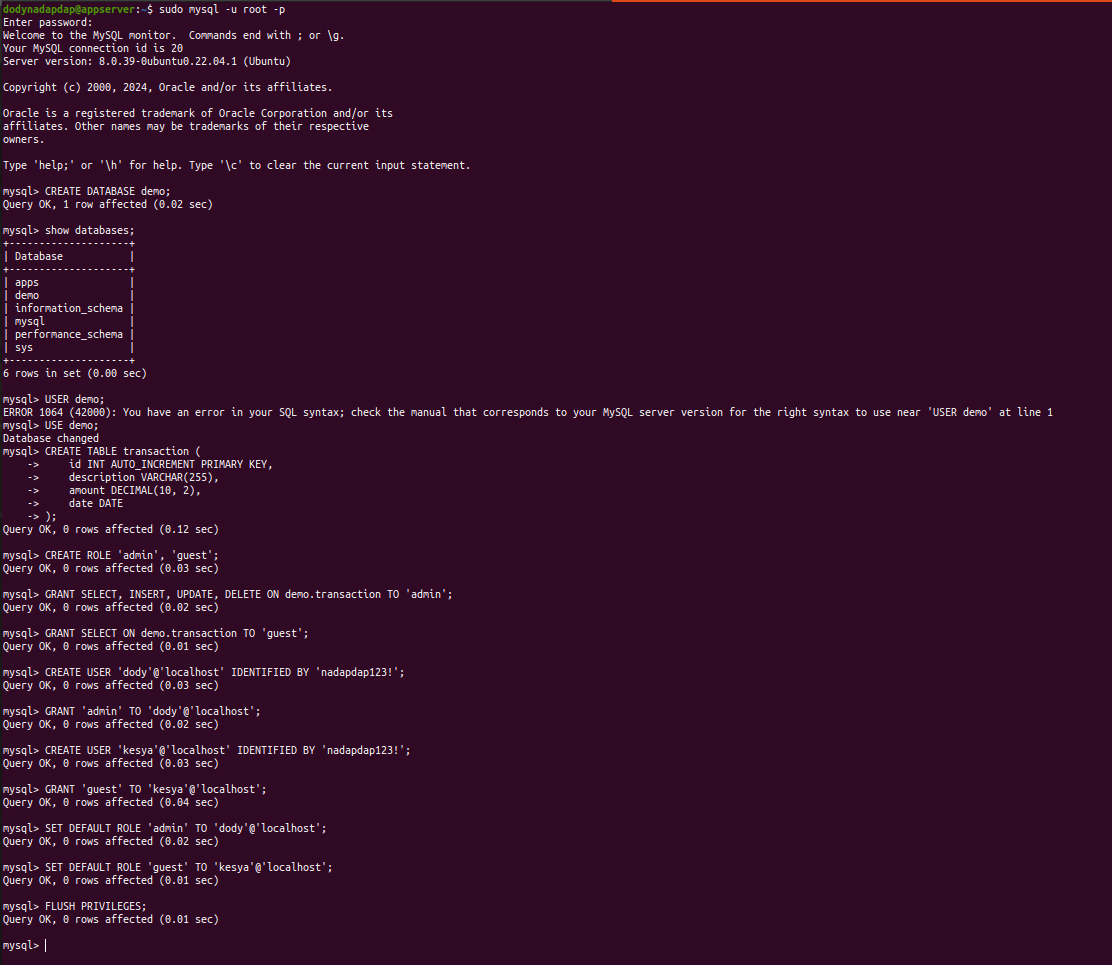 dodynadapdap@appserver:~$ sudo mysql -u root -p
Enter password:
Welcome to the MySQL monitor.  Commands end with ; or \g.
Your MySQL connection id is 20
Server version: 8.0.39-0ubuntu0.22.04.1 (Ubuntu)

Copyright (c) 2000, 2024, Oracle and/or its affiliates.

Oracle is a registered trademark of Oracle Corporation and/or its
affiliates. Other names may be trademarks of their respective
owners.

Type 'help;' or '\h' for help. Type '\c' to clear the current input statement.

mysql> CREATE DATABASE demo;
Query OK, 1 row affected (0.02 sec)

mysql> show databases;
+--------------------+
| Database           |
+--------------------+
| apps               |
| demo               |
| information_schema |
| mysql              |
| performance_schema |
| sys                |
+--------------------+
6 rows in set (0.00 sec)

mysql> USER demo;
ERROR 1064 (42000): You have an error in your SQL syntax; check the manual that corresponds to your MySQL server version for the right syntax to use near 'USER demo' at line 1
mysql> USE demo;
Database changed
mysql> CREATE TABLE transaction (
    ->     id INT AUTO_INCREMENT PRIMARY KEY,
    ->     description VARCHAR(255),
    ->     amount DECIMAL(10, 2),
    ->     date DATE
    -> );
Query OK, 0 rows affected (0.12 sec)

mysql> CREATE ROLE 'admin', 'guest';
Query OK, 0 rows affected (0.03 sec)

mysql> GRANT SELECT, INSERT, UPDATE, DELETE ON demo.transaction TO 'admin';
Query OK, 0 rows affected (0.02 sec)

mysql> GRANT SELECT ON demo.transaction TO 'guest';
Query OK, 0 rows affected (0.01 sec)

mysql> CREATE USER 'dody'@'localhost' IDENTIFIED BY 'nadapdap123!';
Query OK, 0 rows affected (0.03 sec)

mysql> GRANT 'admin' TO 'dody'@'localhost';
Query OK, 0 rows affected (0.02 sec)

mysql> CREATE USER 'kesya'@'localhost' IDENTIFIED BY 'nadapdap123!';
Query OK, 0 rows affected (0.03 sec)

mysql> GRANT 'guest' TO 'kesya'@'localhost';
Query OK, 0 rows affected (0.04 sec)

mysql> SET DEFAULT ROLE 'admin' TO 'dody'@'localhost';
Query OK, 0 rows affected (0.02 sec)

mysql> SET DEFAULT ROLE 'guest' TO 'kesya'@'localhost';
Query OK, 0 rows affected (0.01 sec)

mysql> FLUSH PRIVILEGES;
Query OK, 0 rows affected (0.01 sec)

mysql>